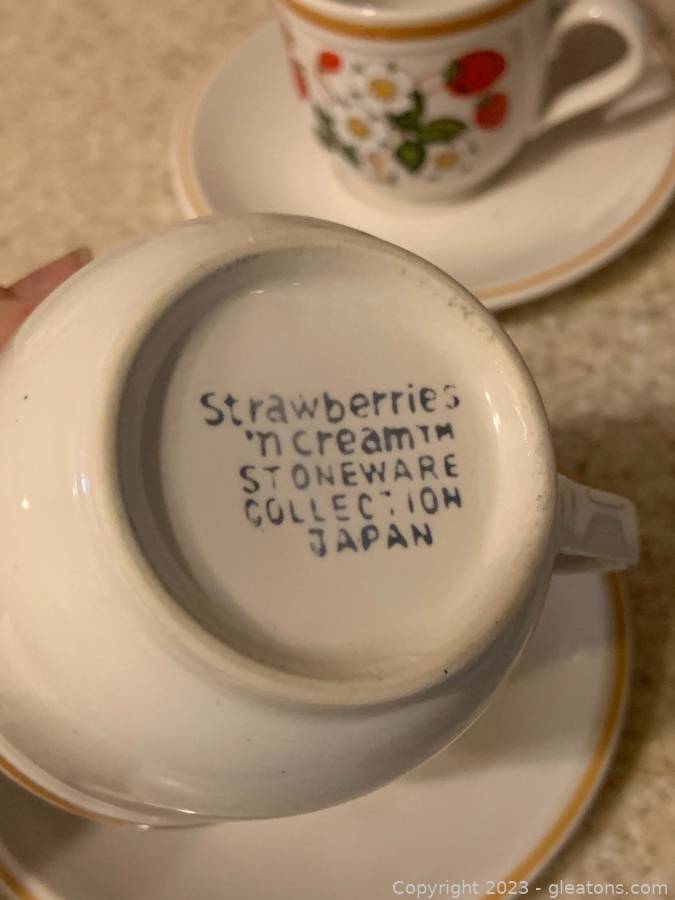 Strawberries
'n Cream™
STONEWARE
COLLECTION
JAPAN
Copyright 2023 - gleatons.com